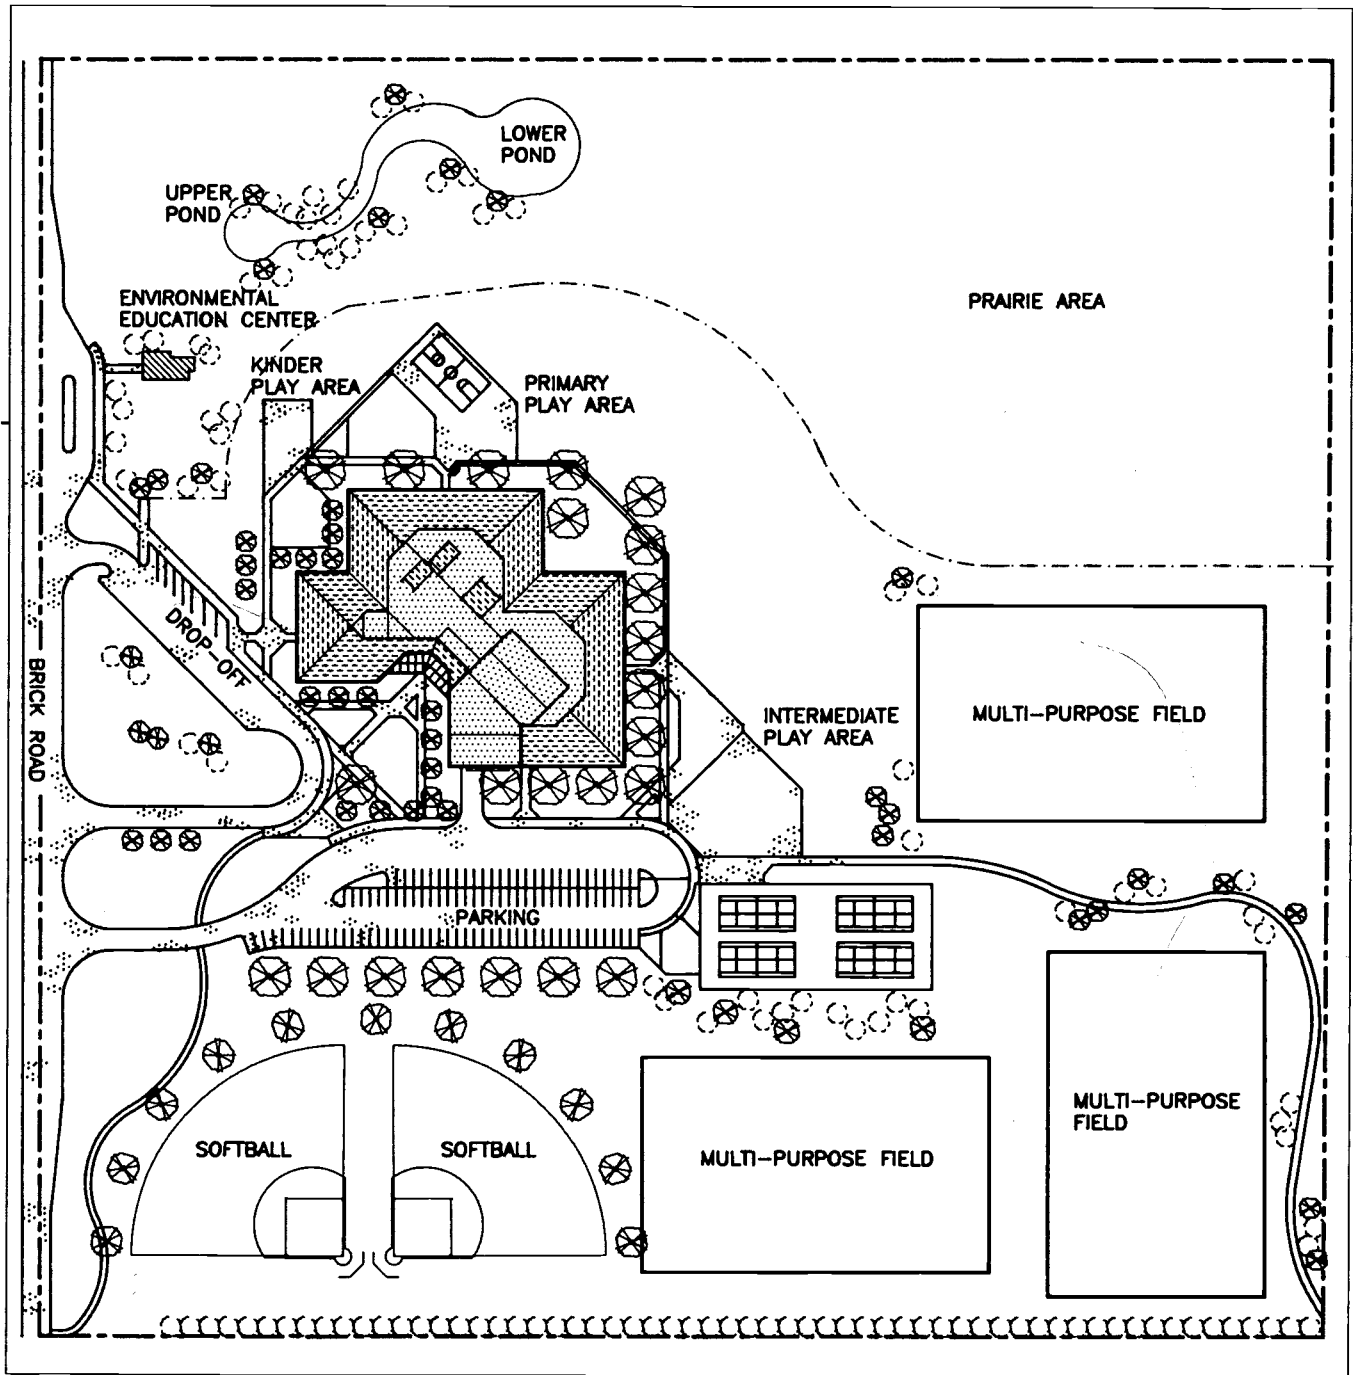 LOWER
POND
UPPER
POND
ENVIRONMENTAL
EDUCATION CENTER
PRAIRIE AREA
KINDER
PLAY AREA
PRIMARY
PLAY AREA
DROP-OFF
BRICK ROAD
INTERMEDIATE
PLAY AREA
MULTI-PURPOSE FIELD
PARKING
SOFTBALL
SOFTBALL
MULTI-PURPOSE FIELD
MULTI-PURPOSE
FIELD